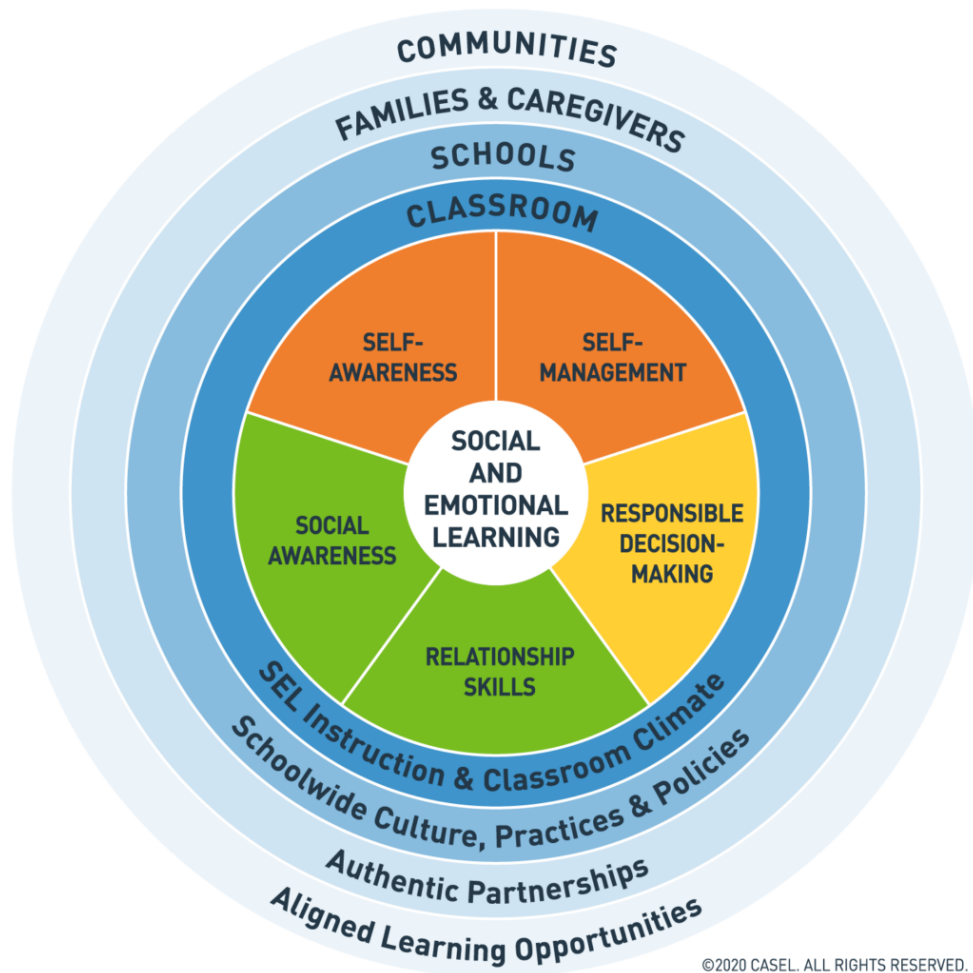 COMMUNITIES
FAMILIES & CAREGIVERS
SCHOOLS
CLASSROOM
SELF-
AWARENESS
SELF-
MANAGEMENT
SOCIAL
AND
EMOTIONAL
LEARNING
SOCIAL
AWARENESS
RESPONSIBLE
DECISION-
MAKING
RELATIONSHIP
SKILLS
SEL Instruction & Classroom Climate
Schoolwide Culture, Practices & Policies
Authentic Partnerships
Aligned Learning Opportunities
©2020 CASEL. ALL RIGHTS RESERVED.